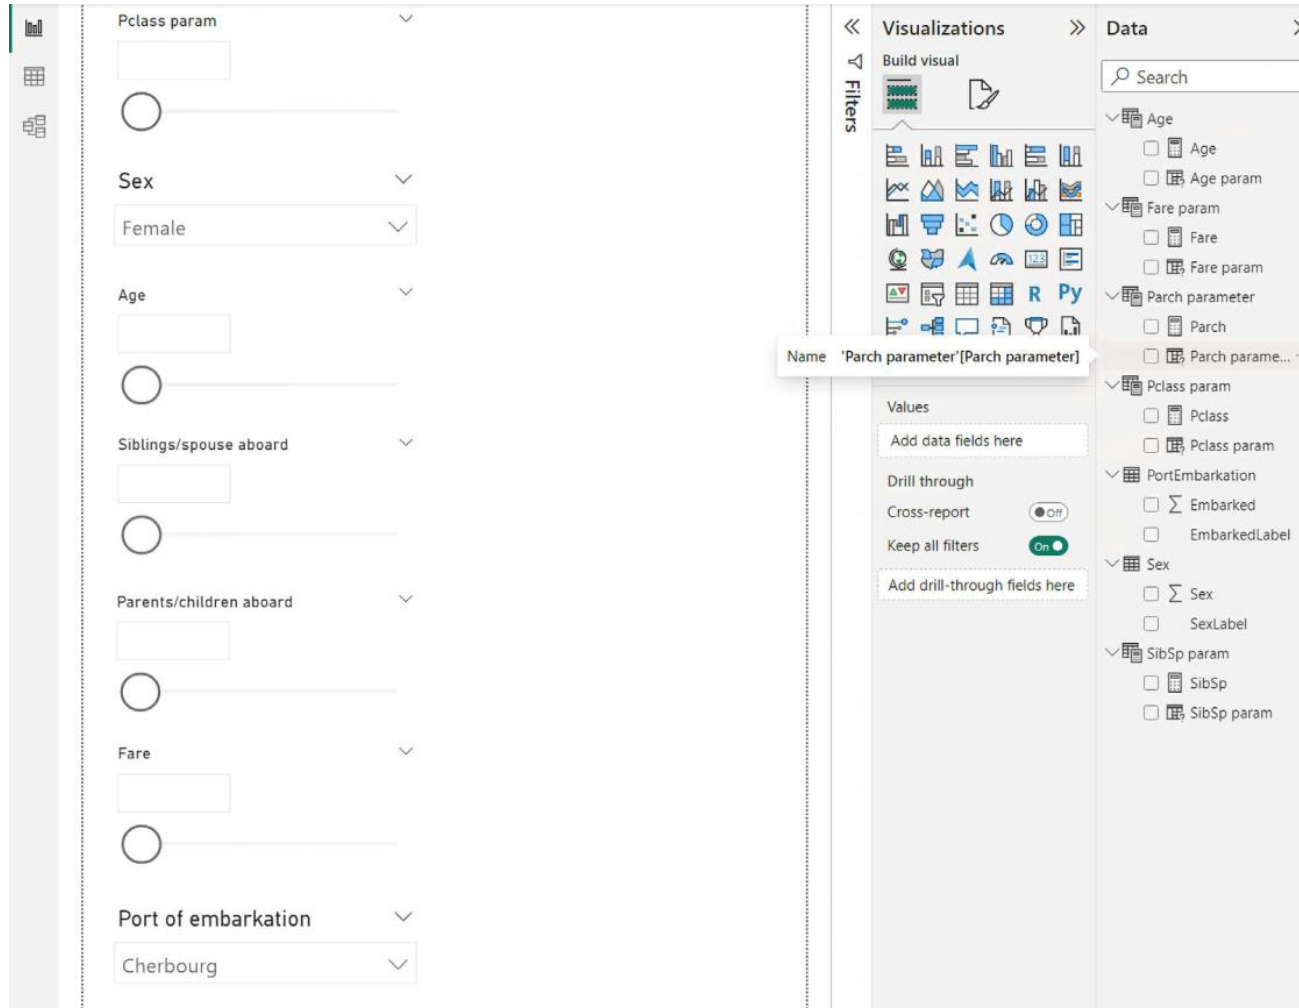 Pclass param
Sex
Female
Age
Siblings/spouse aboard
Parents/children aboard
Fare
Port of embarkation
Cherbourg
Filters
Visualizations
Build visual
123
R
Py
Name 'Parch parameter'[Parch parameter]
Values
Add data fields here
Drill through
Cross-report
Off
Keep all filters
On
Add drill-through fields here
Data
Search
Age
Age
Age param
Fare param
Fare
Fare param
Parch parameter
Parch
Parch parame...
Pclass param
Pclass
Pclass param
PortEmbarkation
∑ Embarked
EmbarkedLabel
Sex
∑ Sex
SexLabel
SibSp param
SibSp
SibSp param